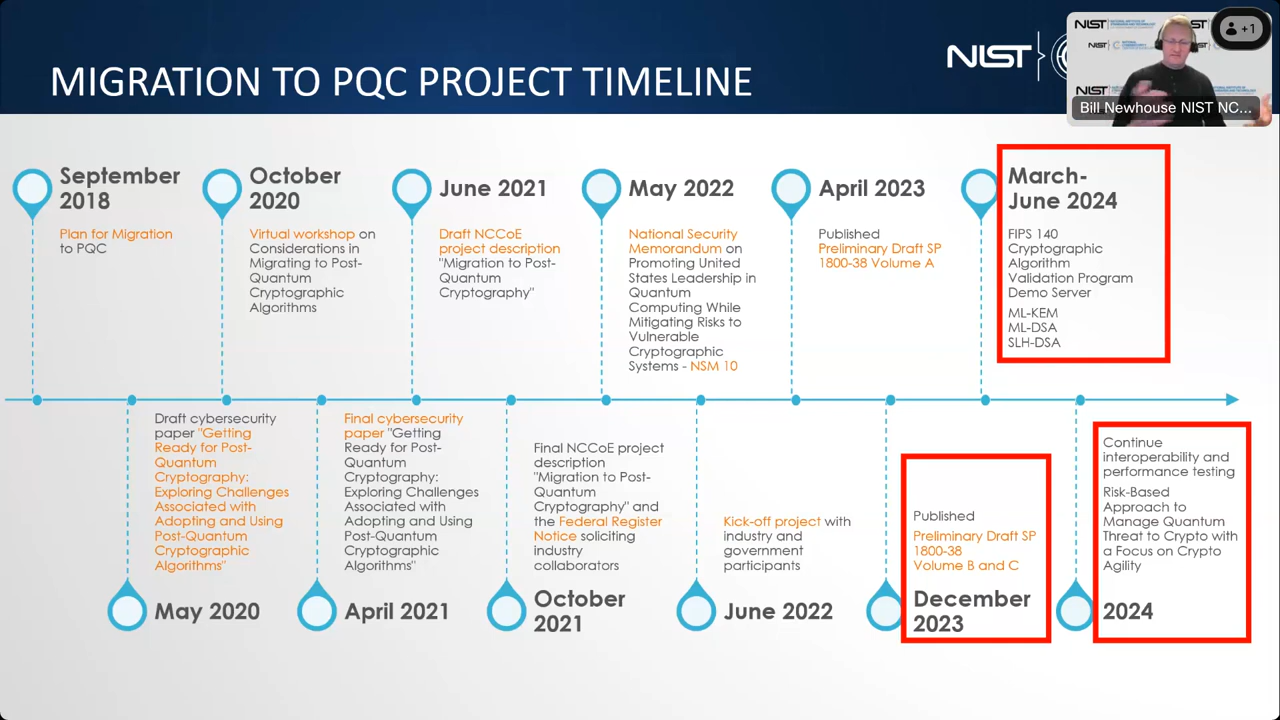 MIGRATION TO PQC PROJECT TIMELINE
NIST
NIST
NIST
NIST
+1
Bill Newhouse NIST NC...
September
2018
Plan for Migration
to PQC
October
2020
Virtual workshop on
Considerations in
Migrating to Post-
Quantum
Cryptographic
Algorithms
June 2021
Draft NCCoE
project description
"Migration to Post-
Quantum
Cryptography"
May 2022
National Security
Memorandum on
Promoting United
States Leadership in
Quantum
Computing While
Mitigating Risks to
Vulnerable
Cryptographic
Systems - NSM 10
April 2023
Published
Preliminary Draft SP
1800-38 Volume A
March-
June 2024
FIPS 140
Cryptographic
Algorithm
Validation Program
Demo Server
ML-KEM
ML-DSA
SLH-DSA
Draft cybersecurity
paper "Getting
Ready for Post-
Quantum
Cryptography:
Exploring Challenges
Associated with
Adopting and Using
Post-Quantum
Cryptographic
Algorithms"
May 2020
Final cybersecurity
paper "Getting
Ready for Post-
Quantum
Cryptography:
Exploring Challenges
Associated with
Adopting and Using
Post-Quantum
Cryptographic
Algorithms"
April 2021
Final NCCoE project
description
"Migration to Post-
Quantum
Cryptography" and
the Federal Register
Notice soliciting
industry
collaborators
October
2021
Kick-off project with
industry and
government
participants
June 2022
Published
Preliminary Draft SP
1800-38
Volume B and C
December
2023
Continue
interoperability and
performance testing
Risk-Based
Approach to
Manage Quantum
Threat to Crypto with
a Focus on Crypto
Agility
2024